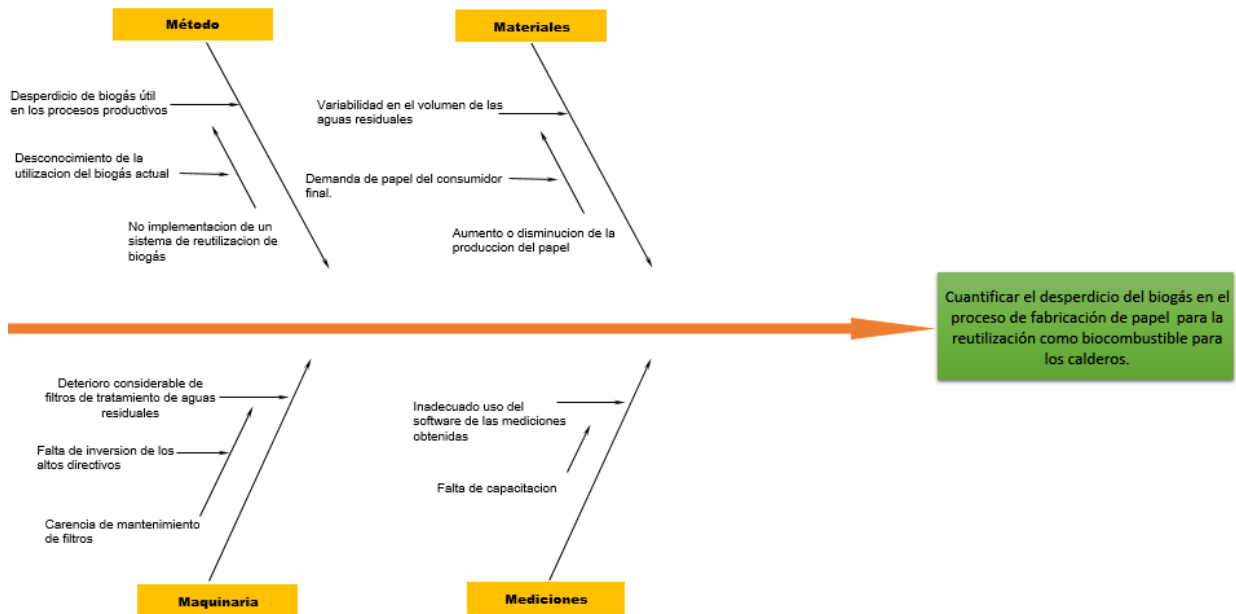 Método
Materiales
Desperdicio de biogás útil
en los procesos productivos
Variabilidad en el volumen de las
aguas residuales
Desconocimiento de la
utilizacion del biogás actual
Demanda de papel del consumidor
final.
No implementacion de un
sistema de reutilizacion de
biogás
Aumento o disminucion de la
produccion del papel
Cuantificar el desperdicio del biogás en el
proceso de fabricación de papel para la
reutilización como biocombustible para
los calderos.
Deterioro considerable de
filtros de tratamiento de aguas
residuales
Inadecuado uso del
software de las mediciones
obtenidas
Falta de inversion de los
altos directivos
Falta de capacitacion
Carencia de mantenimiento
de filtros
Maquinaria
Mediciones